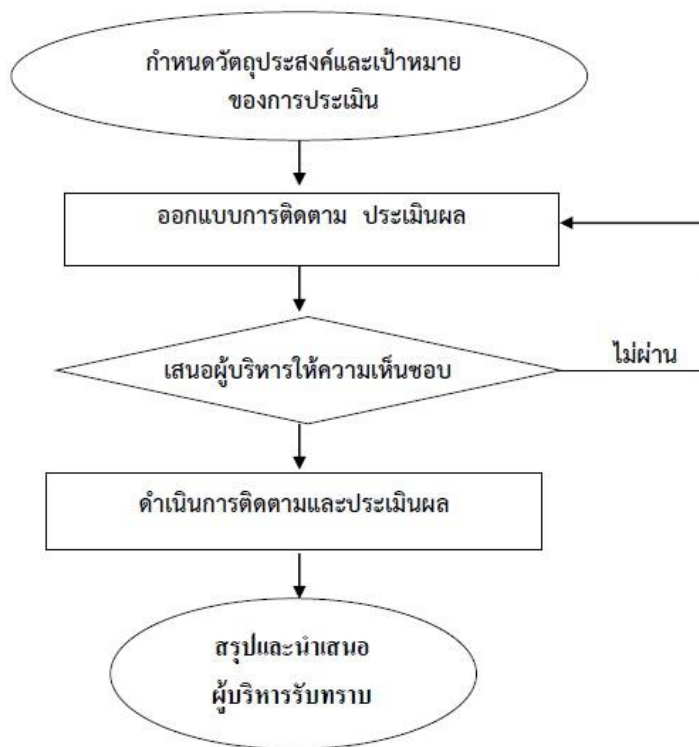 กำหนดวัตถุประสงค์และเป้าหมาย
ของการประเมิน
ออกแบบการติดตาม ประเมินผล
เสนอผู้บริหารให้ความเห็นชอบ
ไม่ผ่าน
ดำเนินการติดตามและประเมินผล
สรุปและนำเสนอ
ผู้บริหารรับทราบ